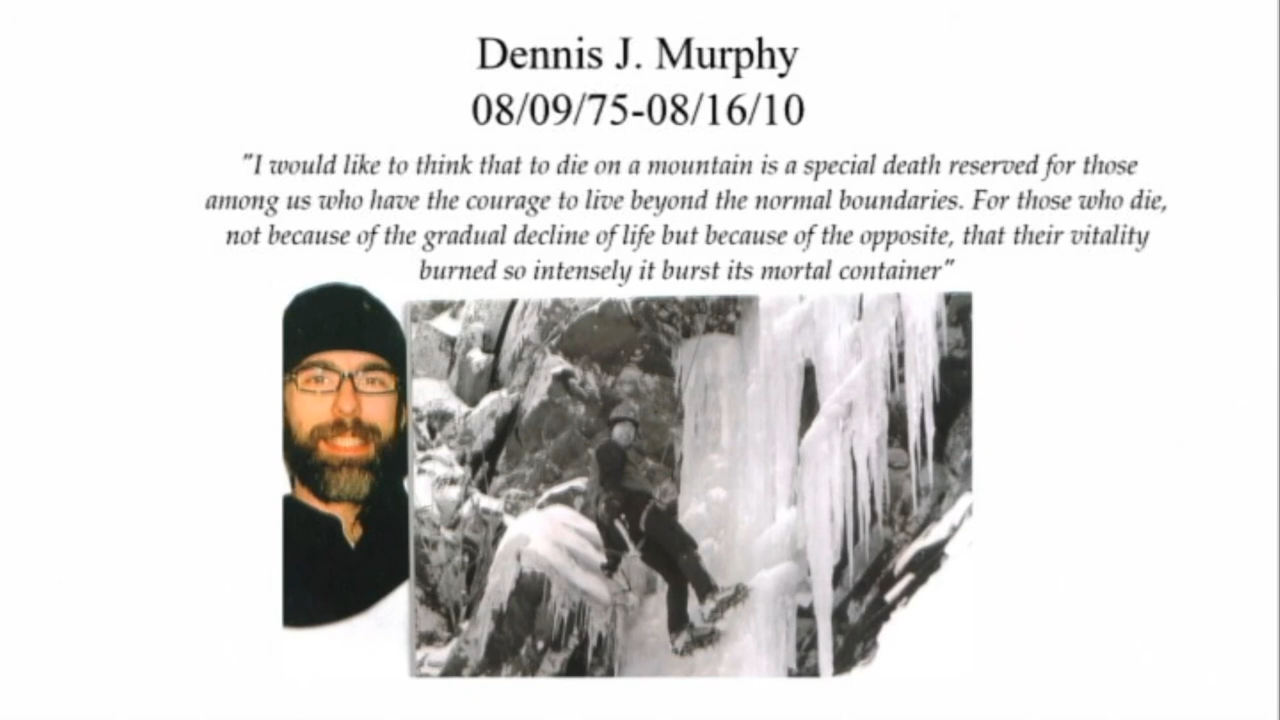 Dennis J. Murphy
08/09/75-08/16/10
"I would like to think that to die on a mountain is a special death reserved for those
among us who have the courage to live beyond the normal boundaries. For those who die,
not because of the gradual decline of life but because of the opposite, that their vitality
burned so intensely it burst its mortal container"